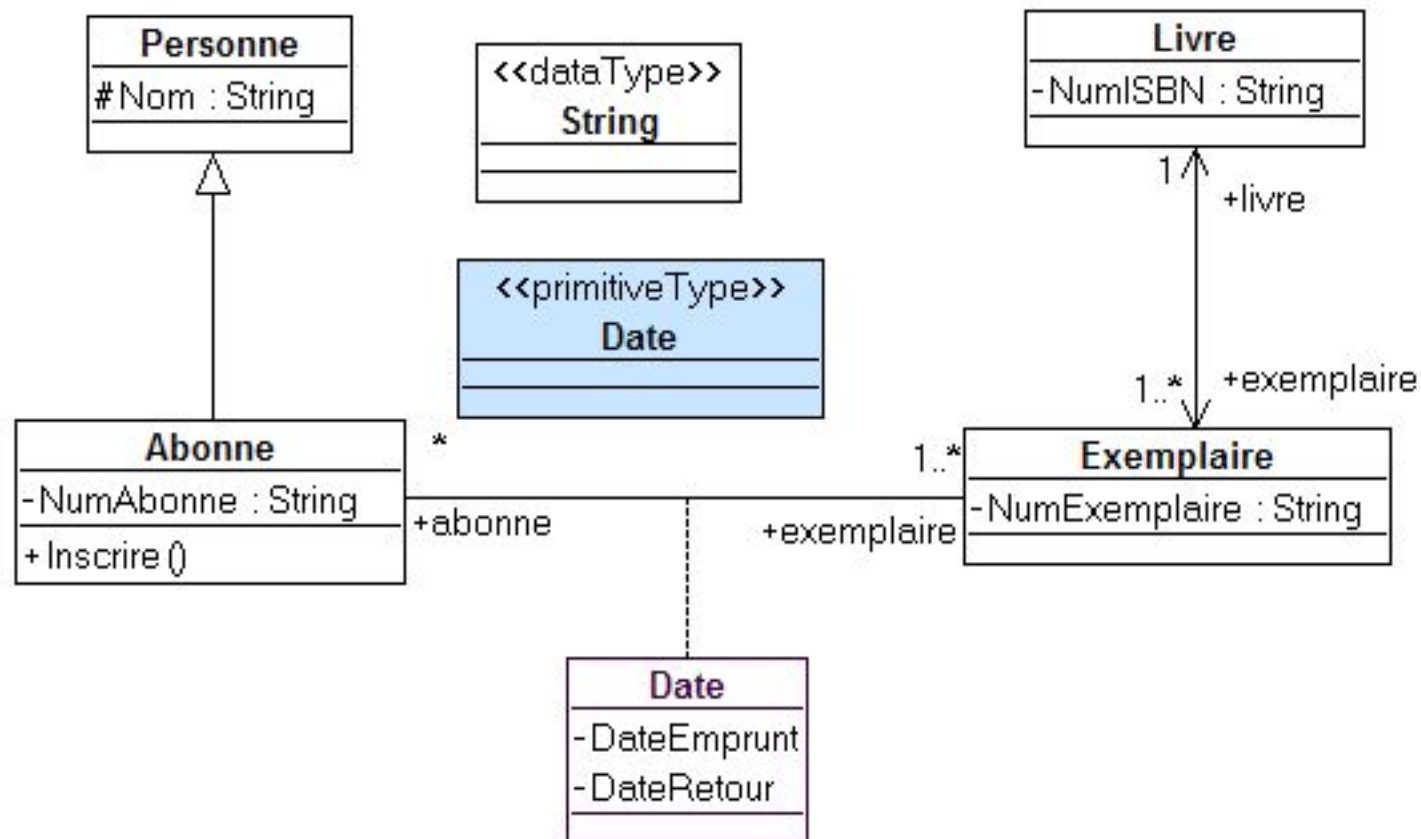 Personne
#Nom : String
<<dataType>>
String
Livre
-NumISBN : String
1
+livre
<<primitiveType>>
Date
1..*
+exemplaire
Abonne
-NumAbonne : String
+Inscrire()
*
+abonne
1..*
+exemplaire
Exemplaire
-NumExemplaire : String
Date
-DateEmprunt
-DateRetour